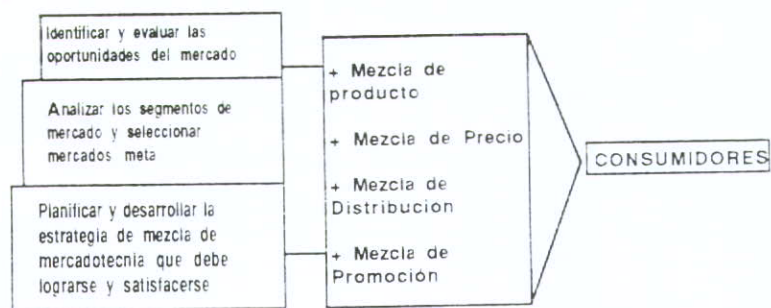 Identificar y evaluar las
oportunidades del mercado
Analizar los segmentos de
mercado y seleccionar
mercados meta
Planificar y desarrollar la
estrategia de mezcla de
mercadotecnia que debe
lograrse y satisfacerse
+ Mezcla de
producto
+ Mezcla de Precio
+ Mezcla de
Distribución
+ Mezcla de
Promoción
CONSUMIDORES